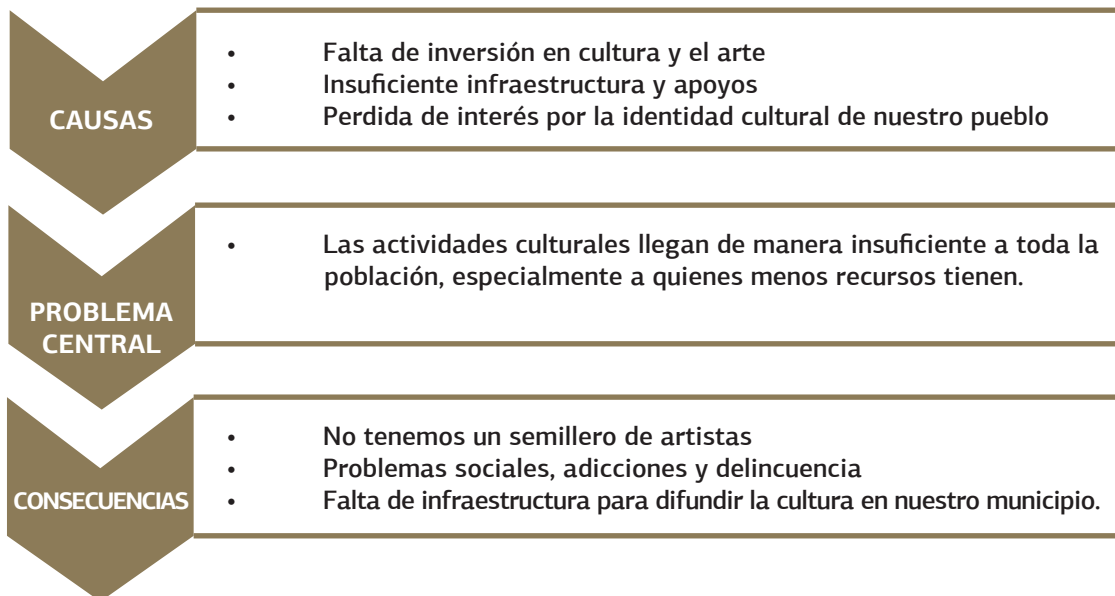 CAUSAS
• Falta de inversión en cultura y el arte
• Insuficiente infraestructura y apoyos
• Perdida de interés por la identidad cultural de nuestro pueblo
PROBLEMA
CENTRAL
• Las actividades culturales llegan de manera insuficiente a toda la
población, especialmente a quienes menos recursos tienen.
CONSECUENCIAS
• No tenemos un semillero de artistas
• Problemas sociales, adicciones y delincuencia
• Falta de infraestructura para difundir la cultura en nuestro municipio.